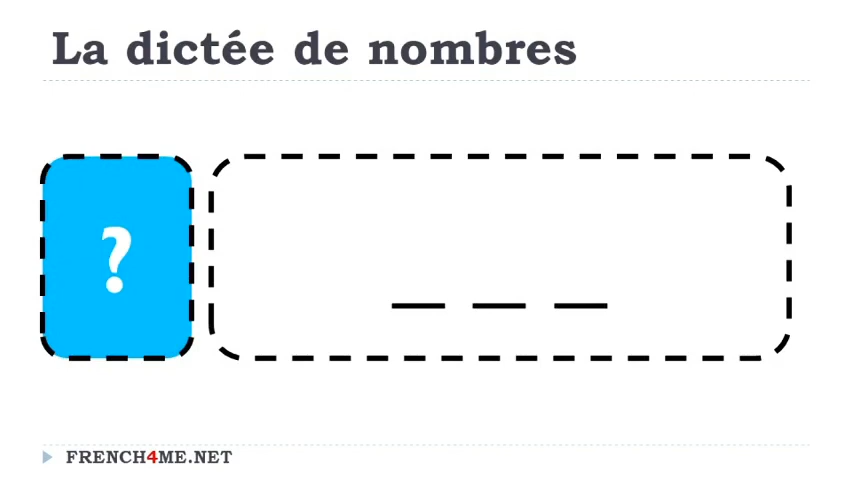 La dictée de nombres
?
_ _ _
FRENCH4ME.NET